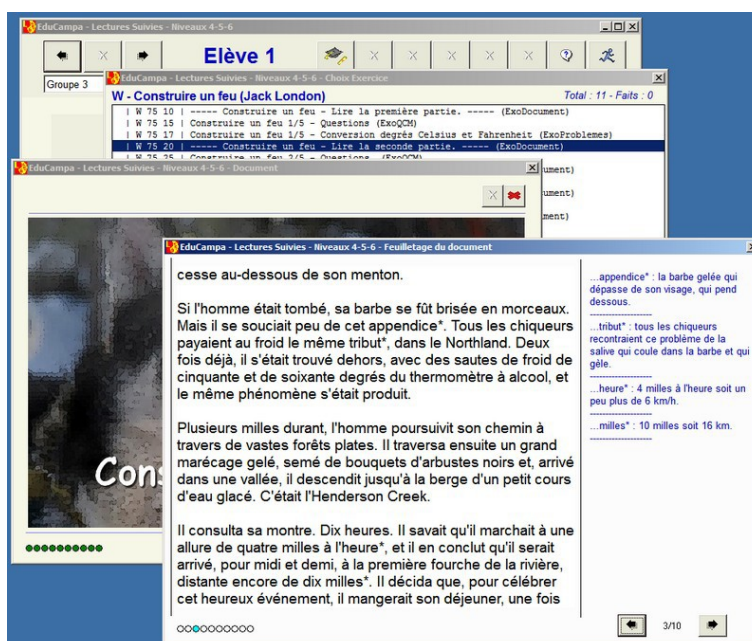 EduCampa - Lectures Suivies - Niveaux 4-5-6
Elève 1
Groupe 3
EduCampa - Lectures Suivies - Niveaux 4-5-6 - Choix Exercice
W - Construire un feu (Jack London)
Total : 11 - Faits : 0
| W 75 10 | ----- Construire un feu - Lire la première partie. ----- (ExoDocument)
| W 75 15 | Construire un feu 1/5 - Questions (ExoQCM)
| W 75 17 | Construire un feu 1/5 - Conversion degrés Celsius et Fahrenheit (ExoProblemes)
| W 75 20 | ----- Construire un feu - Lire la seconde partie. ----- (ExoDocument)
| W 75 25 | Construire un feu 2/5 - Questions (ExoQCM)
ument)
ument)
ment)
EduCampa - Lectures Suivies - Niveaux 4-5-6 - Document
Cons
EduCampa - Lectures Suivies - Niveaux 4-5-6 - Feuilletage du document
cesse au-dessous de son menton.
Si l'homme était tombé, sa barbe se fût brisée en morceaux.
Mais il se souciait peu de cet appendice*. Tous les chiqueurs
payaient au froid le même tribut*, dans le Northland. Deux
fois déjà, il s'était trouvé dehors, avec des sautes de froid de
cinquante et de soixante degrés du thermomètre à alcool, et
le même phénomène s'était produit.
Plusieurs milles durant, l'homme poursuivit son chemin à
travers de vastes forêts plates. Il traversa ensuite un grand
marécage gelé, semé de bouquets d'arbustes noirs et, arrivé
dans une vallée, il descendit jusqu'à la berge d'un petit cours
d'eau glacé. C'était l'Henderson Creek.
Il consulta sa montre. Dix heures. Il savait qu'il marchait à une
allure de quatre milles à l'heure*, et il en conclut qu'il serait
arrivé, pour midi et demi, à la première fourche de la rivière,
distante encore de dix milles*. Il décida que, pour célébrer
cet heureux événement, il mangerait son déjeuner, une fois
...appendice* : la barbe gelée qui
dépasse de son visage, qui pend
dessous.
--------------------
...tribut* : tous les chiqueurs
recontraient ce problème de la
salive qui coule dans la barbe et qui
gèle.
--------------------
...heure* : 4 milles à l'heure soit un
peu plus de 6 km/h.
--------------------
...milles* : 10 milles soit 16 km.
--------------------
3/10